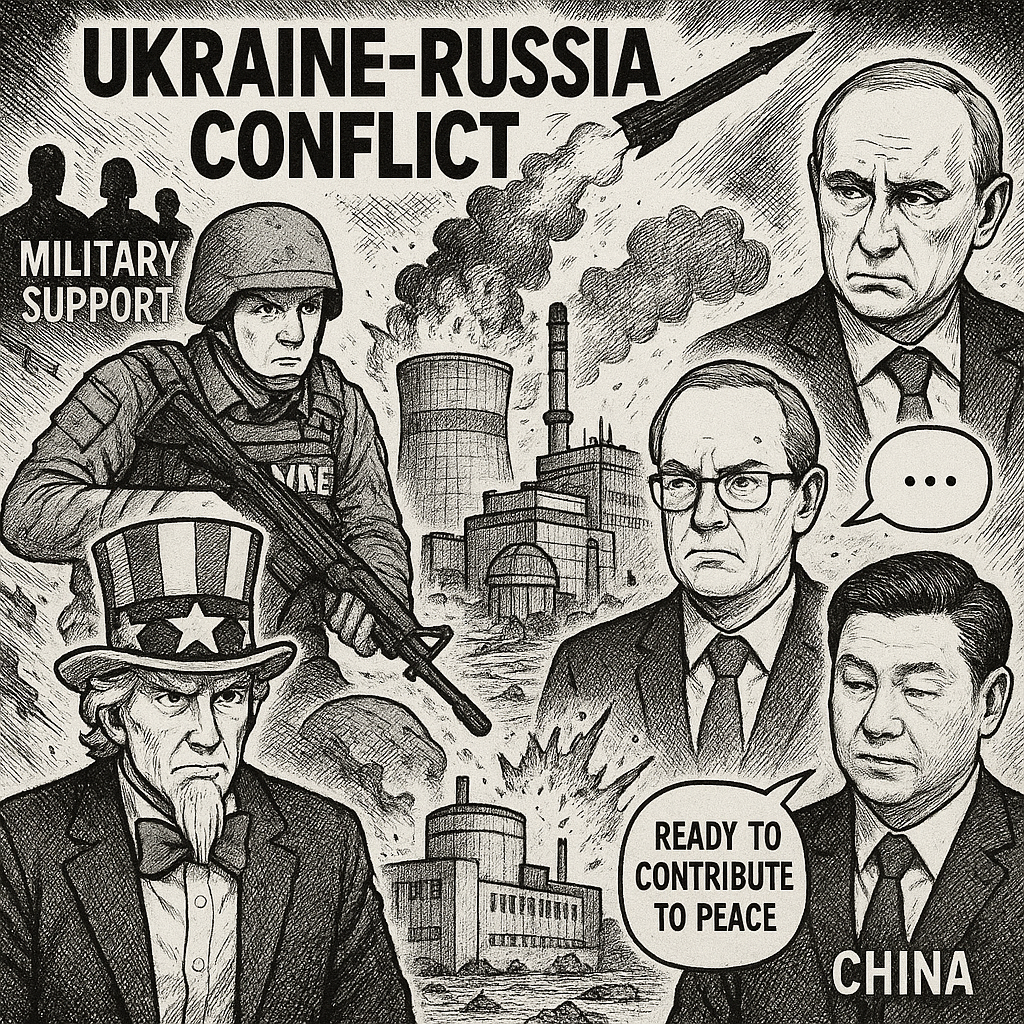 UKRAINE-RUSSIA
CONFLICT
MILITARY
SUPPORT
...
READY TO
CONTRIBUTE
TO PEACE
CHINA